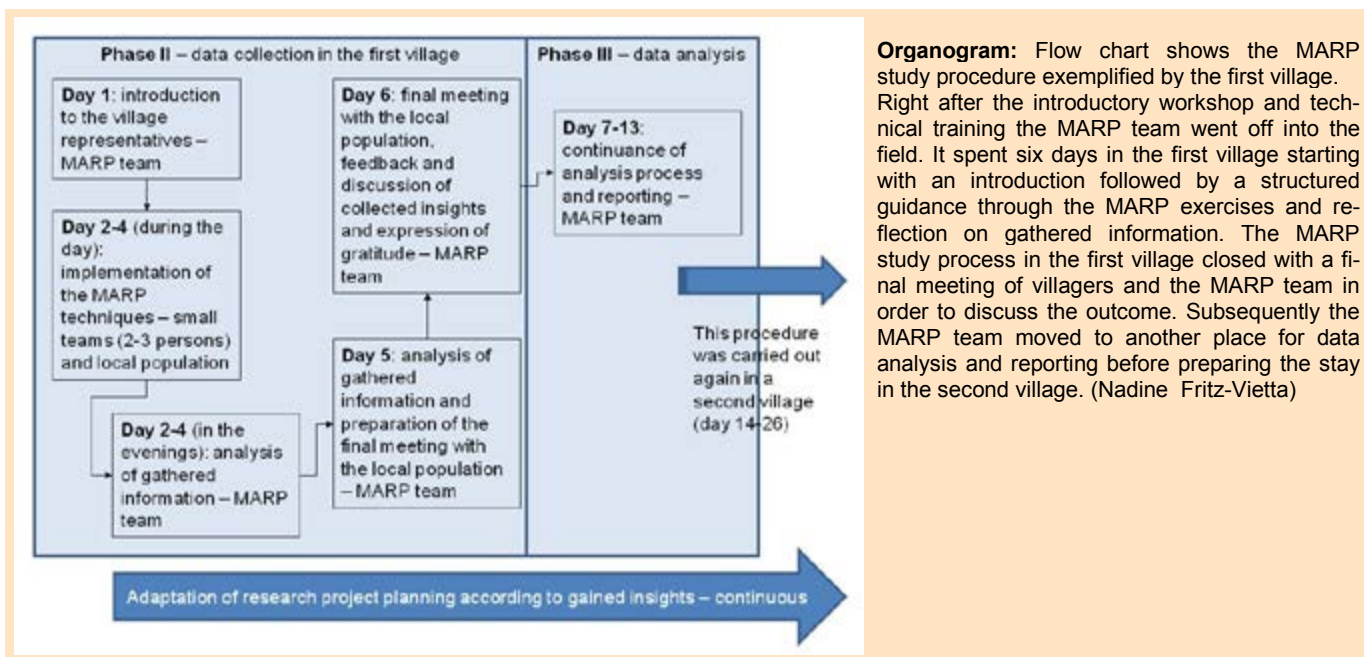 Phase II – data collection in the first village
Day 1: introduction
to the village
representatives –
MARP team
Day 2-4 (during the
day):
implementation of
the MARP
techniques – small
teams (2-3 persons)
and local population
Day 2-4 (in the
evenings): analysis
of gathered
information – MARP
team
Day 5: analysis of
gathered
information and
preparation of the
final meeting with
the local population
– MARP team
Day 6: final meeting
with the local
population,
feedback and
discussion of
collected insights
and expression of
gratitude – MARP
team
Phase III – data analysis
Day 7-13:
continuance of
analysis process
and reporting –
MARP team
This procedure
was carried out
again in a
second village
(day 14-26)
Adaptation of research project planning according to gained insights – continuous
Organogram: Flow chart shows the MARP
study procedure exemplified by the first village.
Right after the introductory workshop and tech-
nical training the MARP team went off into the
field. It spent six days in the first village starting
with an introduction followed by a structured
guidance through the MARP exercises and re-
flection on gathered information. The MARP
study process in the first village closed with a fi-
nal meeting of villagers and the MARP team in
order to discuss the outcome. Subsequently the
MARP team moved to another place for data
analysis and reporting before preparing the stay
in the second village. (Nadine Fritz-Vietta)